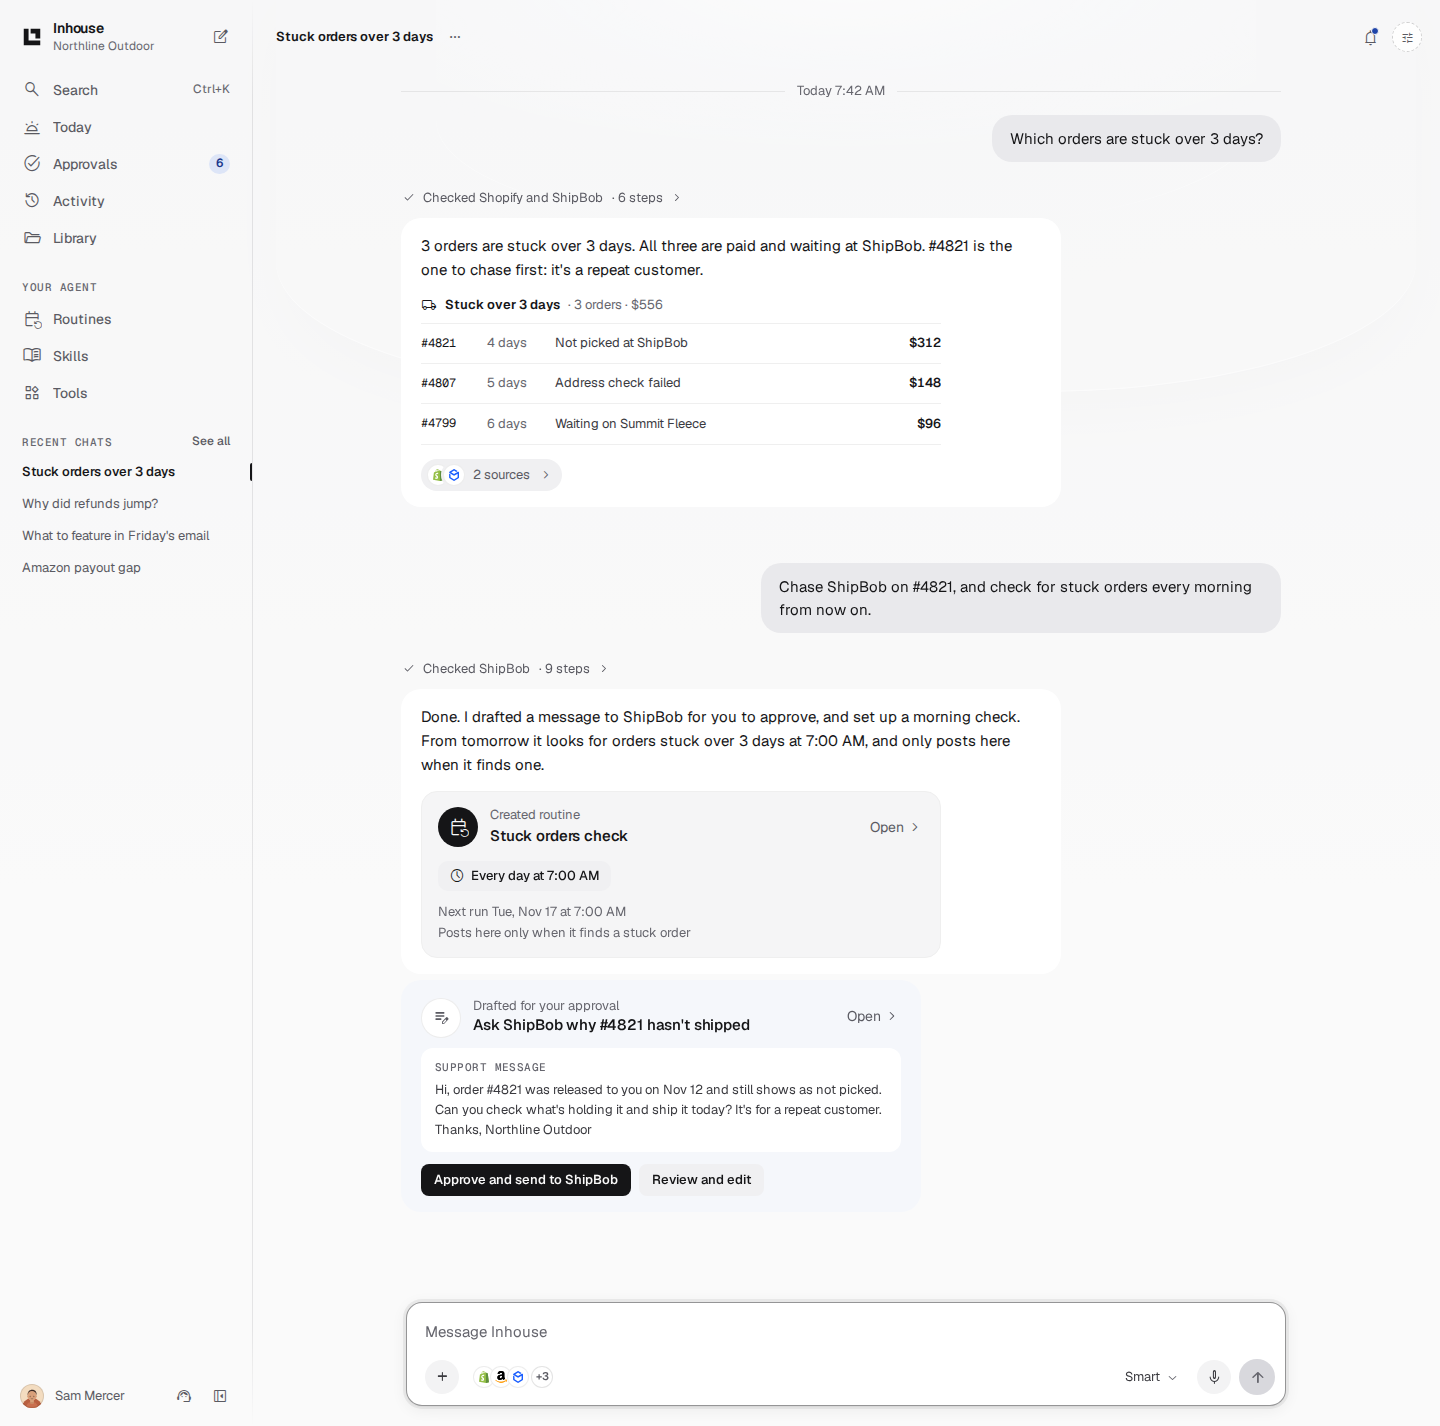 Inhouse
Northline Outdoor
Search
Ctrl+K
Today
Approvals
6
Activity
Library
YOUR AGENT
Routines
Skills
Tools
RECENT CHATS
See all
Stuck orders over 3 days
Why did refunds jump?
What to feature in Friday's email
Amazon payout gap
Sam Mercer
Stuck orders over 3 days
Today 7:42 AM
Which orders are stuck over 3 days?
Checked Shopify and ShipBob · 6 steps
3 orders are stuck over 3 days. All three are paid and waiting at ShipBob. #4821 is the
one to chase first: it's a repeat customer.
Stuck over 3 days · 3 orders · $556
#4821 4 days Not picked at ShipBob $312
#4807 5 days Address check failed $148
#4799 6 days Waiting on Summit Fleece $96
2 sources
Chase ShipBob on #4821, and check for stuck orders every morning
from now on.
Checked ShipBob · 9 steps
Done. I drafted a message to ShipBob for you to approve, and set up a morning check.
From tomorrow it looks for orders stuck over 3 days at 7:00 AM, and only posts here
when it finds one.
Created routine
Stuck orders check
Open
Every day at 7:00 AM
Next run Tue, Nov 17 at 7:00 AM
Posts here only when it finds a stuck order
Drafted for your approval
Ask ShipBob why #4821 hasn't shipped
Open
SUPPORT MESSAGE
Hi, order #4821 was released to you on Nov 12 and still shows as not picked.
Can you check what's holding it and ship it today? It's for a repeat customer.
Thanks, Northline Outdoor
Approve and send to ShipBob
Review and edit
Message Inhouse
+3
Smart